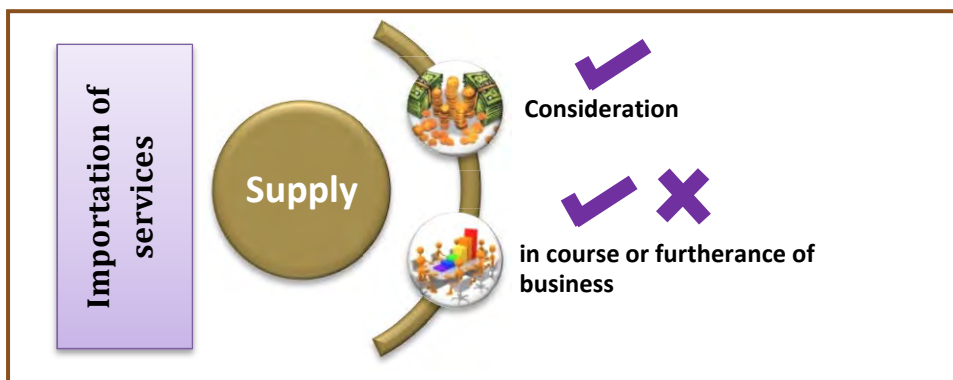 Importation of
services
Supply
Consideration
in course or furtherance of
business